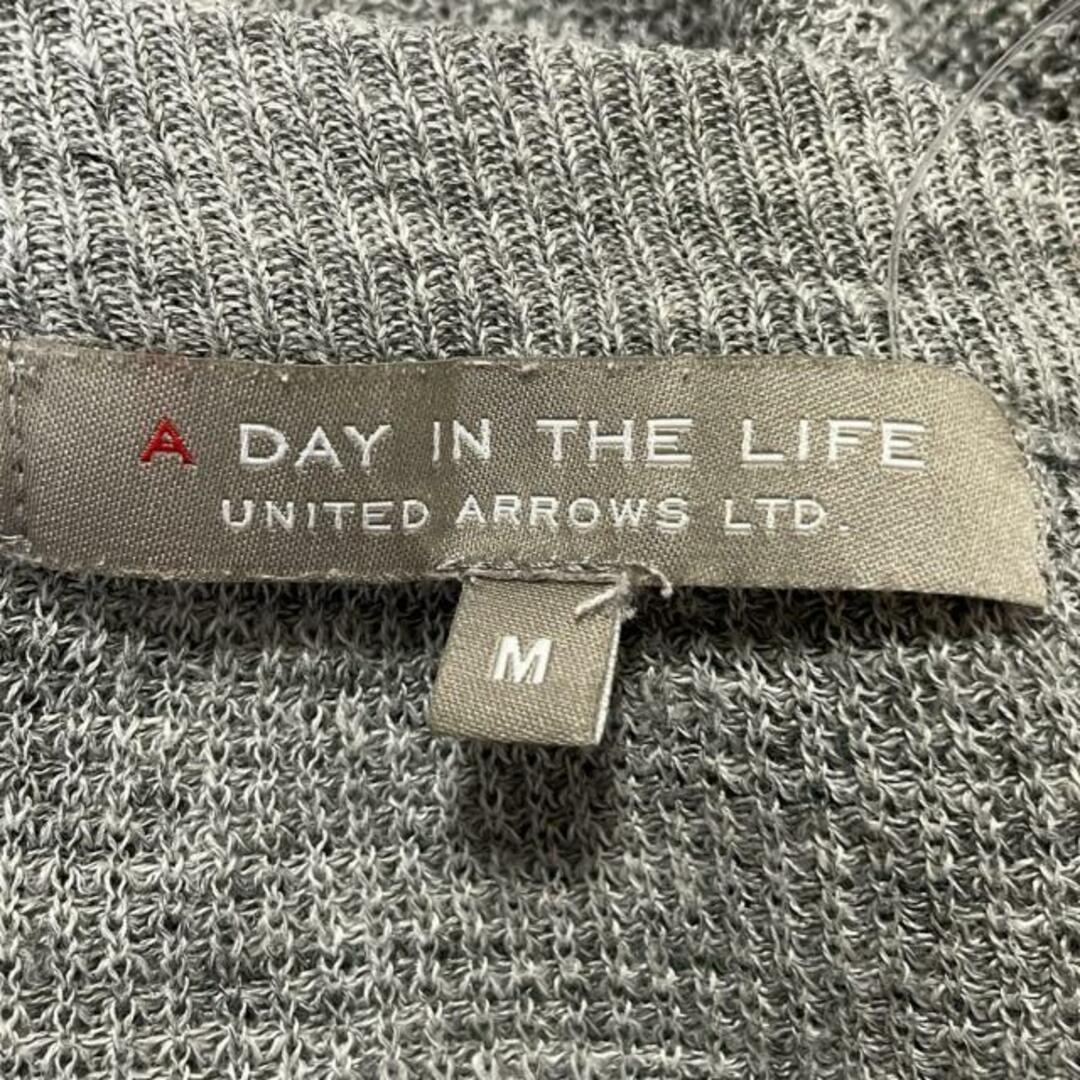 A DAY IN THE LIFE
UNITED ARROWS LTD.
M